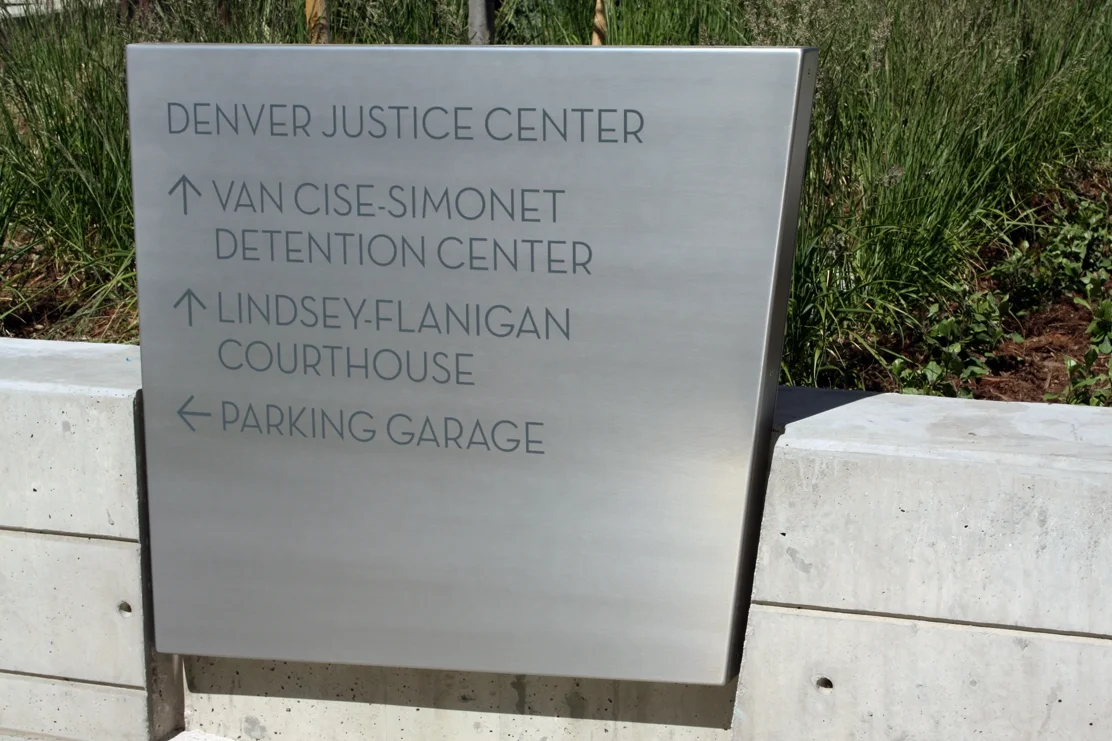 DENVER JUSTICE CENTER
↑ VAN CISE-SIMONET
DETENTION CENTER
↑ LINDSEY-FLANIGAN
COURTHOUSE
← PARKING GARAGE